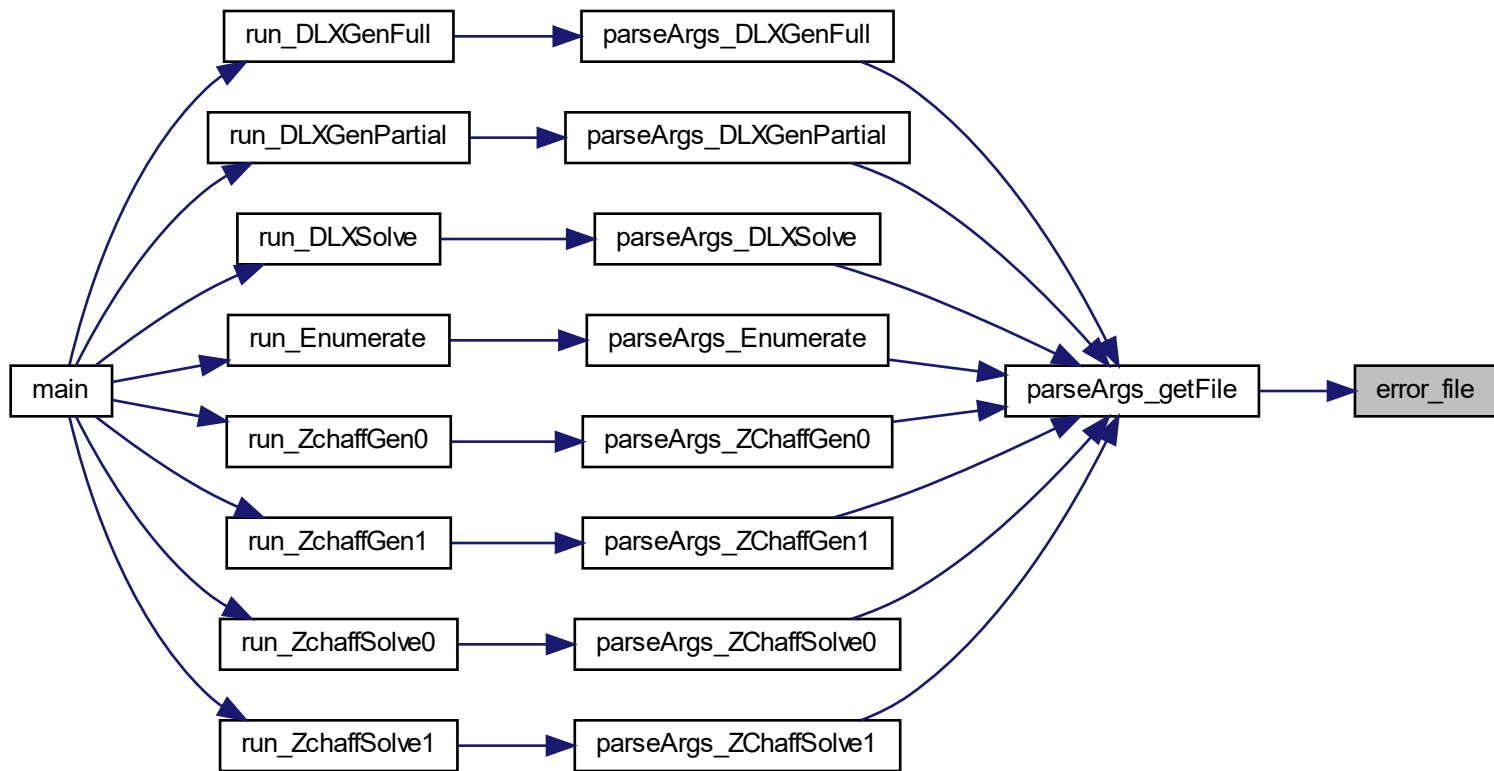 run_DLXGenFull
parseArgs_DLXGenFull
run_DLXGenPartial
parseArgs_DLXGenPartial
run_DLXSolve
parseArgs_DLXSolve
run_Enumerate
parseArgs_Enumerate
main
parseArgs_getFile
error_file
run_ZchaffGen0
parseArgs_ZChaffGen0
run_ZchaffGen1
parseArgs_ZChaffGen1
run_ZchaffSolve0
parseArgs_ZChaffSolve0
run_ZchaffSolve1
parseArgs_ZChaffSolve1